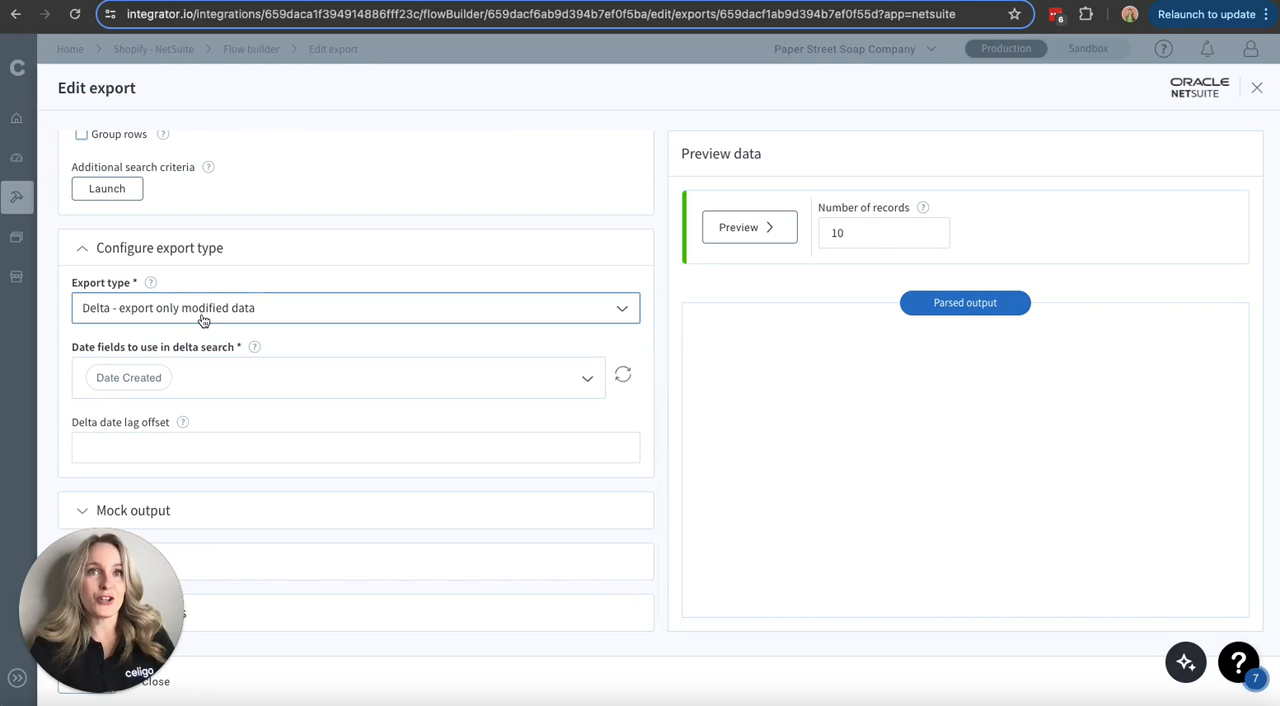 integrator.io/integrations/659daca1f394914886fff23c/flowBuilder/659dacf6ab9d394b7ef0f5ba/edit/exports/659dacf1ab9d394b7ef0f55d?app=netsuite
6
Relaunch to update
Home
Shopify - NetSuite
Flow builder
Edit export
Paper Street Soap Company
Production
Sandbox
?
C
Edit export
ORACLE
NETSUITE
Group rows ?
Additional search criteria ?
Launch
Configure export type
Export type * ?
Delta - export only modified data
Date fields to use in delta search * ?
Date Created
Delta date lag offset ?
Mock output
Preview data
Preview
Number of records ?
10
Parsed output
celigo
Close
?
7